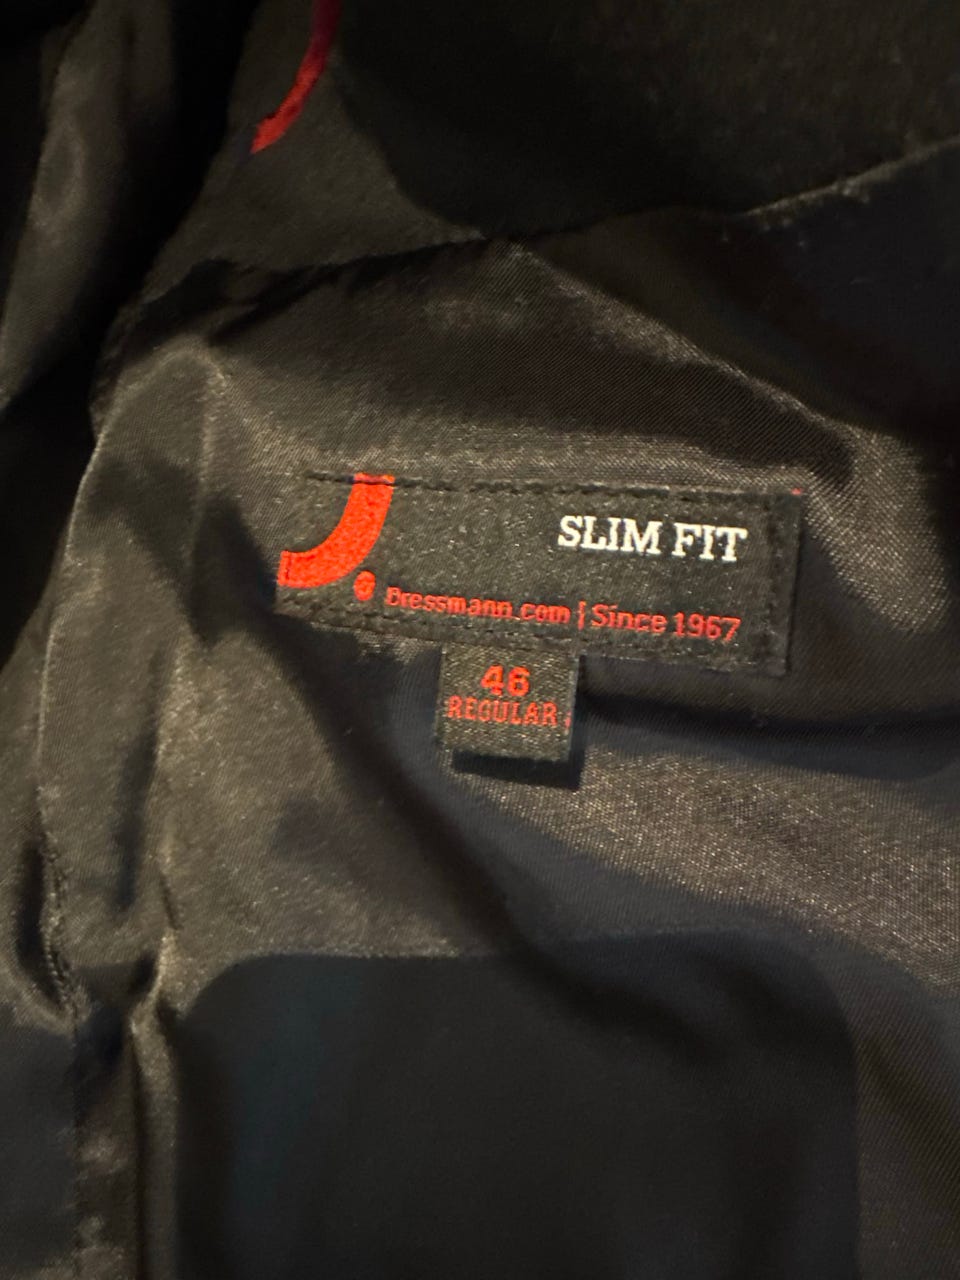 SLIM FIT
® Dressmann.com | Since 1967
46
REGULAR